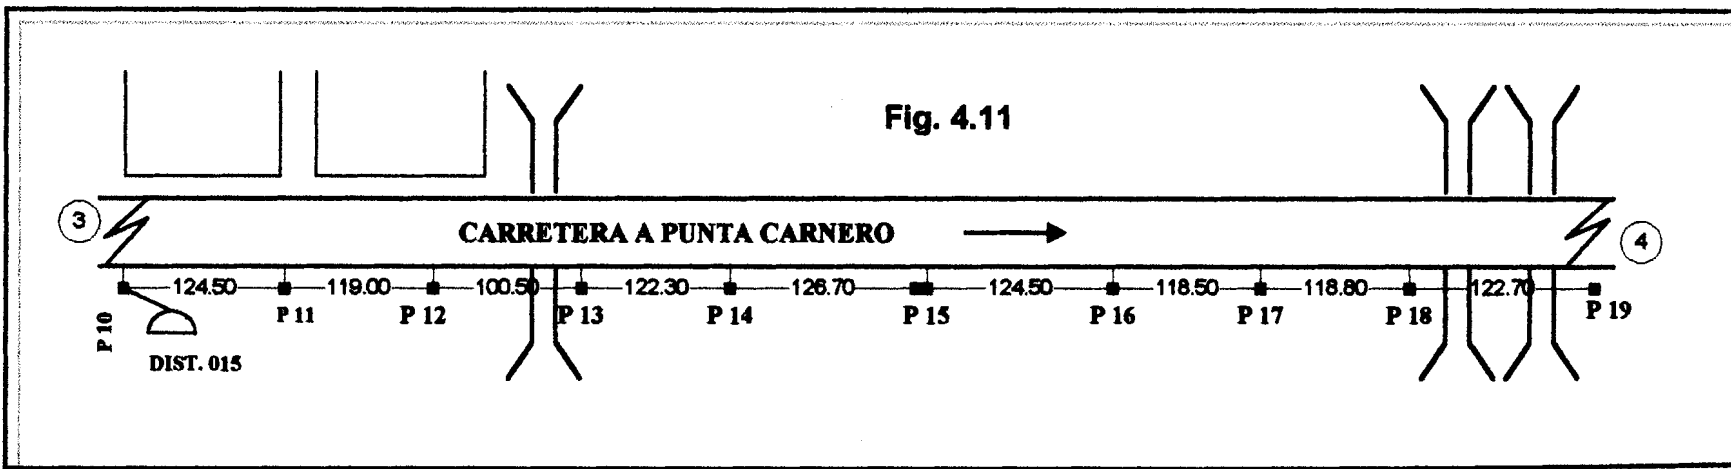 Fig. 4.11
3
CARRETERA A PUNTA CARNERO
4
124.50 119.00 100.50 122.30 126.70 124.50 118.50 118.80 122.70
P 10 P 11 P 12 P 13 P 14 P 15 P 16 P 17 P 18 P 19
DIST. 015